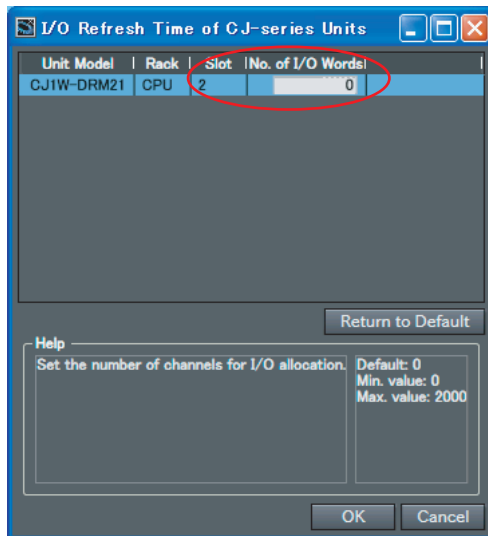 I/O Refresh Time of CJ-series Units
Unit Model Rack Slot No. of I/O Words
CJ1W-DRM21 CPU 2 0
Return to Default
Help
Set the number of channels for I/O allocation.
Default: 0
Min. value: 0
Max. value: 2000
OK Cancel